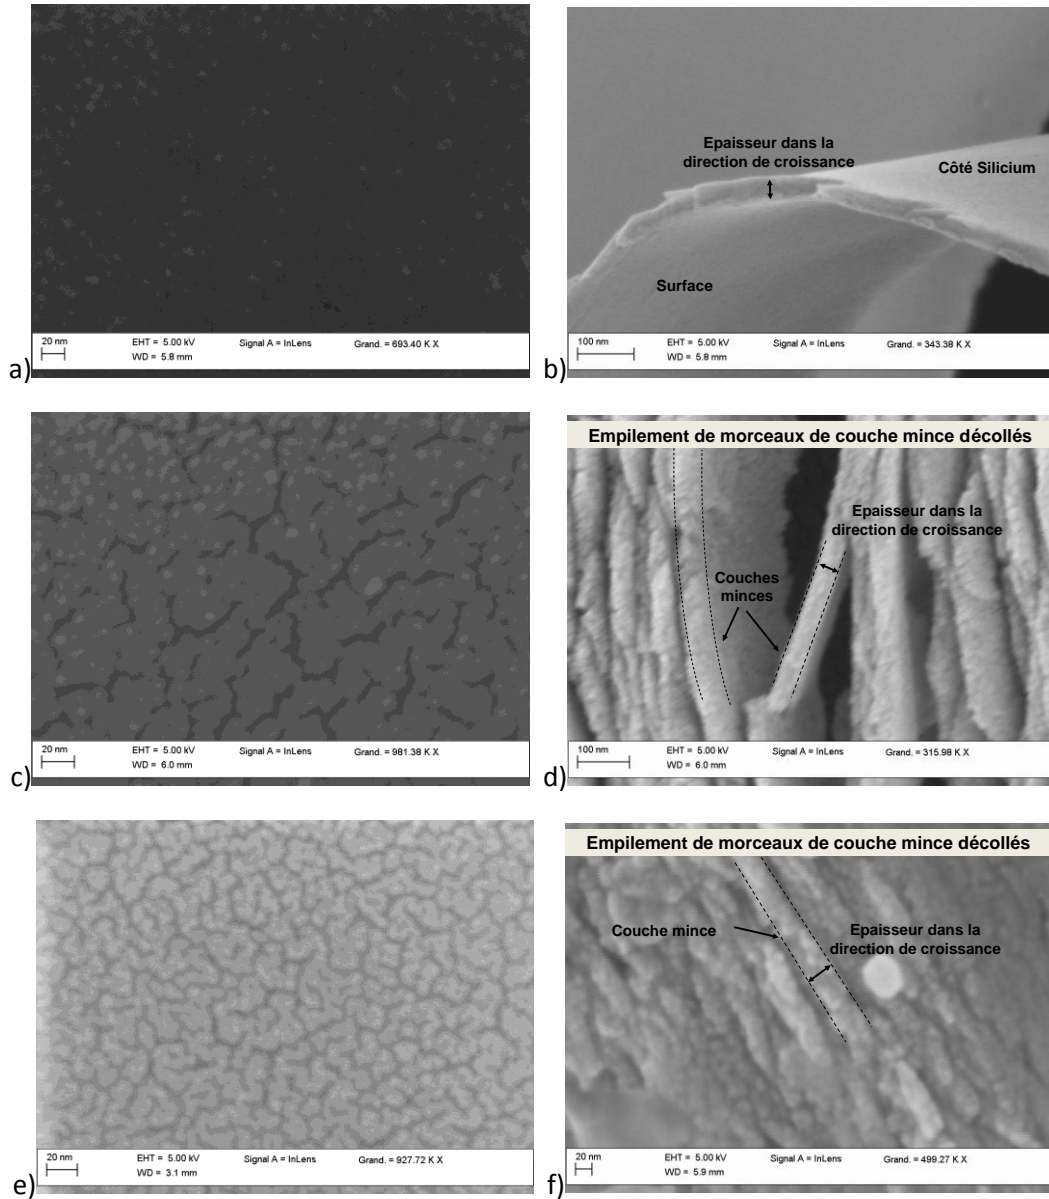 Epaisseur dans la
direction de croissance
Côté Silicium
Surface
20 nm
EHT = 5.00 kV
Signal A = InLens
Grand. = 693.40 K X
WD = 5.8 mm
a)
100 nm
EHT = 5.00 kV
Signal A = InLens
Grand. = 343.38 K X
WD = 5.8 mm
b)
Empilement de morceaux de couche mince décollés
Epaisseur dans la
direction de croissance
Couches
minces
20 nm
EHT = 5.00 kV
Signal A = InLens
Grand. = 981.38 K X
WD = 6.0 mm
c)
100 nm
EHT = 5.00 kV
Signal A = InLens
Grand. = 315.98 K X
WD = 6.0 mm
d)
Empilement de morceaux de couche mince décollés
Couche mince
Epaisseur dans la
direction de croissance
20 nm
EHT = 5.00 kV
Signal A = InLens
Grand. = 927.72 K X
WD = 3.1 mm
e)
20 nm
EHT = 5.00 kV
Signal A = InLens
Grand. = 499.27 K X
WD = 5.9 mm
f)